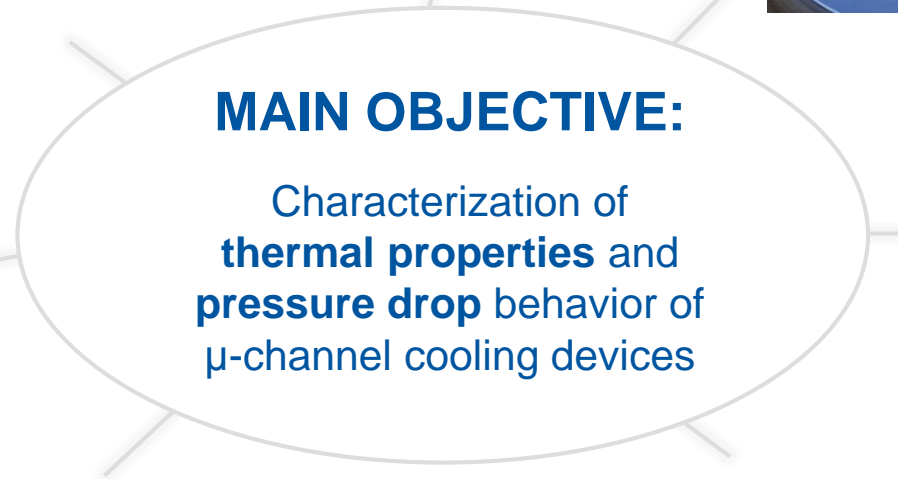 MAIN OBJECTIVE:
Characterization of
thermal properties and
pressure drop behavior of
μ-channel cooling devices